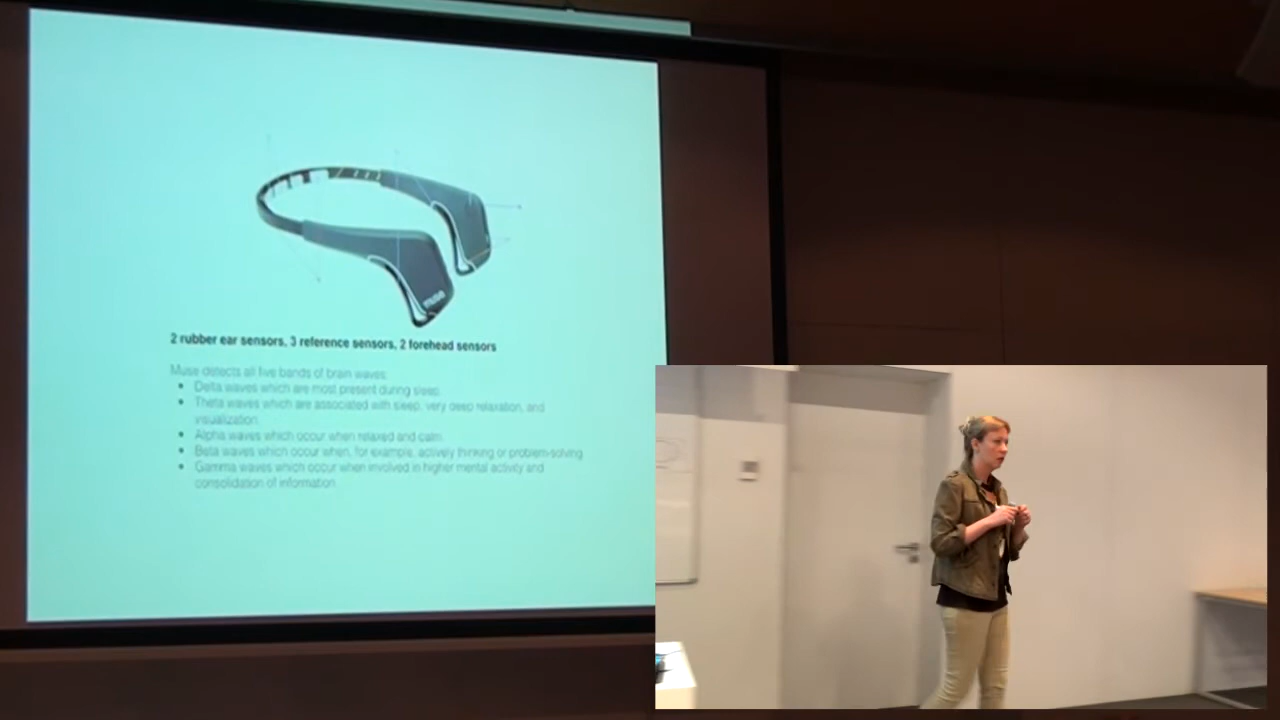 muse
2 rubber ear sensors, 3 reference sensors, 2 forehead sensors
Muse detects all five bands of brain waves:
• Delta waves which are most present during sleep.
• Theta waves which are associated with sleep, very deep relaxation, and
visualization.
• Alpha waves which occur when relaxed and calm.
• Beta waves which occur when, for example, actively thinking or problem-solving
• Gamma waves which occur when involved in higher mental activity and
consolidation of information.